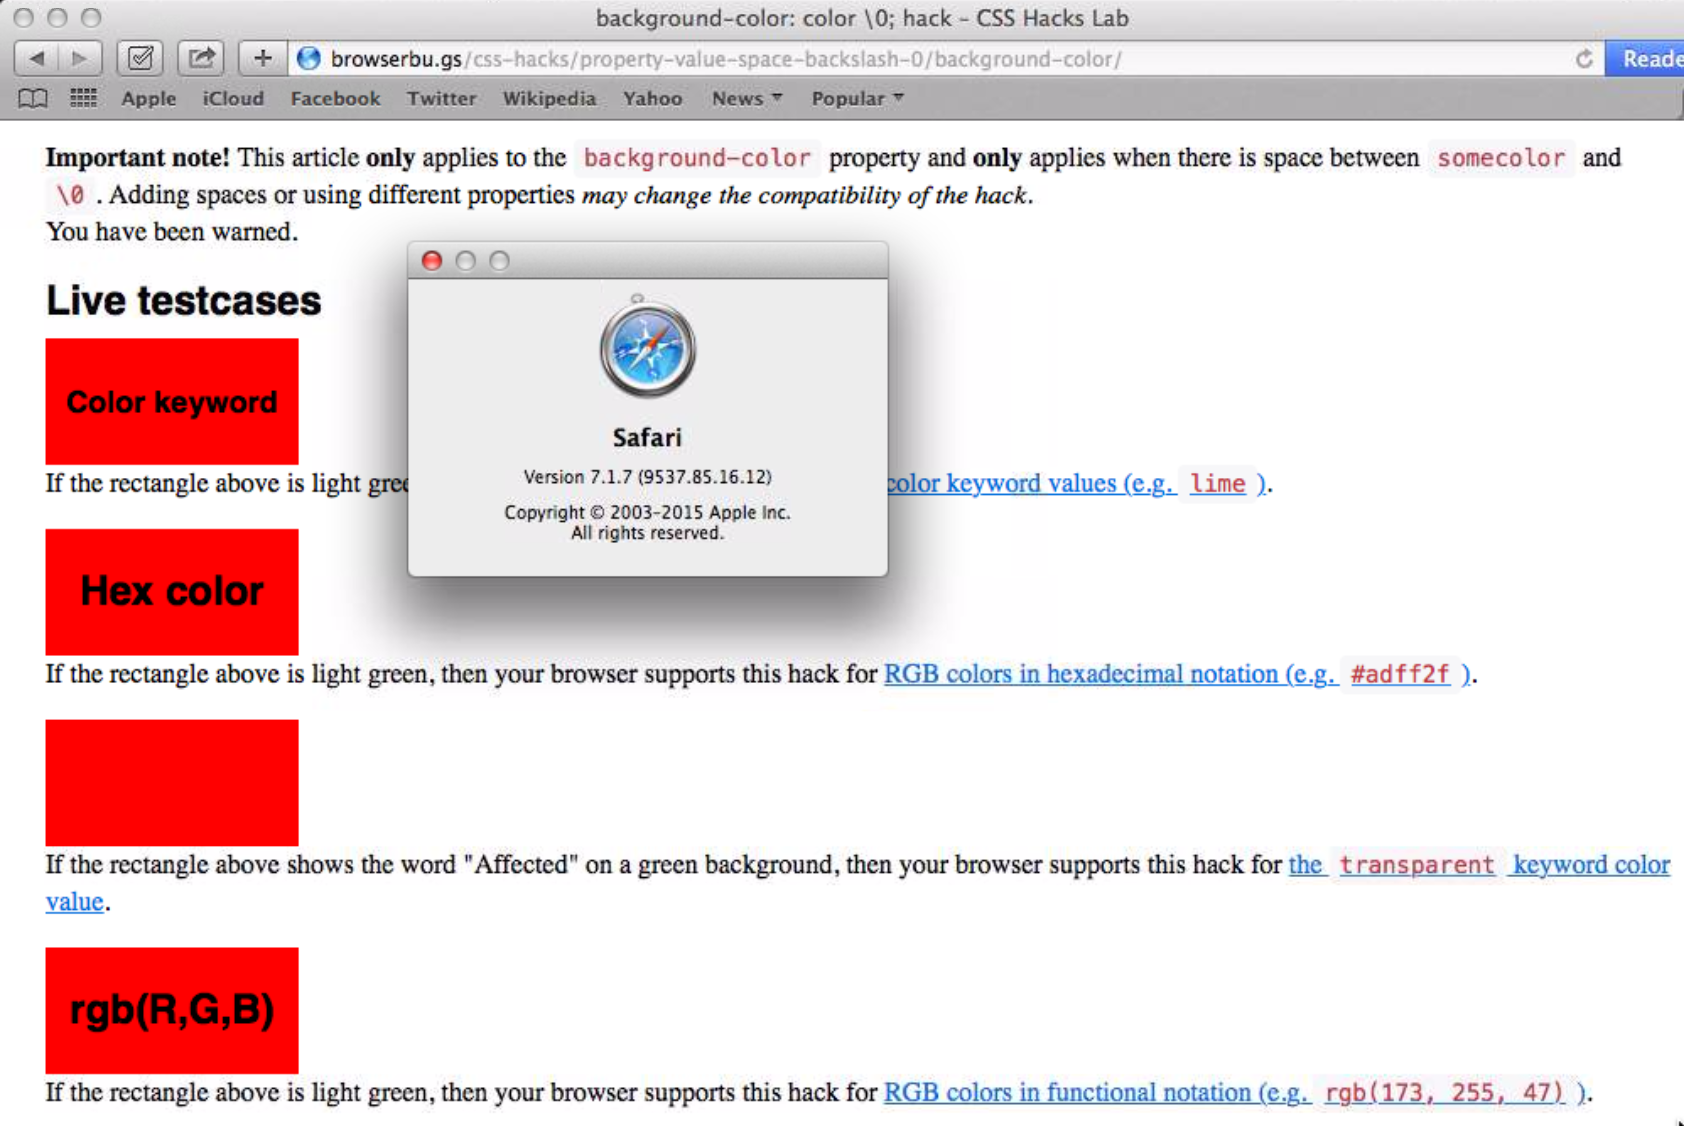 background-color: color \0; hack – CSS Hacks Lab
browserbu.gs/css-hacks/property-value-space-backslash-0/background-color/
Reade
Apple iCloud Facebook Twitter Wikipedia Yahoo News Popular
Important note! This article only applies to the background-color property and only applies when there is space between somecolor and
\0 . Adding spaces or using different properties may change the compatibility of the hack.
You have been warned.
Live testcases
Color keyword
If the rectangle above is light gree
color keyword values (e.g. lime ).
Safari
Version 7.1.7 (9537.85.16.12)
Copyright © 2003-2015 Apple Inc.
All rights reserved.
Hex color
If the rectangle above is light green, then your browser supports this hack for RGB colors in hexadecimal notation (e.g. #adff2f ).
If the rectangle above shows the word "Affected" on a green background, then your browser supports this hack for the transparent keyword color
value.
rgb(R,G,B)
If the rectangle above is light green, then your browser supports this hack for RGB colors in functional notation (e.g. rgb(173, 255, 47) ).